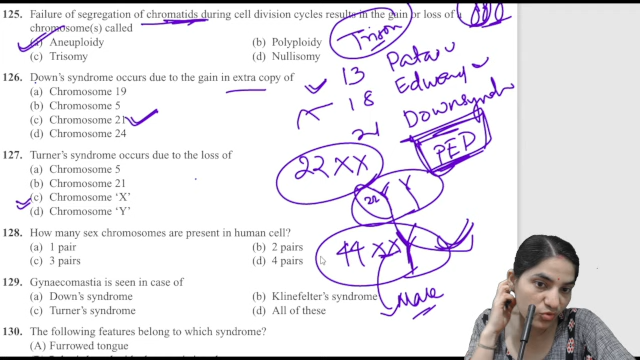 125. Failure of segregation of chromatids during cell division cycles results in the gain or loss of
chromosome(s) called
(a) Aneuploidy (b) Polyploidy
(c) Trisomy (d) Nullisomy
Trisom
126. Down's syndrome occurs due to the gain in extra copy of
(a) Chromosome 19
(b) Chromosome 5
(c) Chromosome 21
(d) Chromosome 24
13 Patau
18 Edward
21 Downsynd
PED
127. Turner's syndrome occurs due to the loss of
(a) Chromosome 5
(b) Chromosome 21
(c) Chromosome 'X'
(d) Chromosome 'Y'
22 XX
22 Y Y
128. How many sex chromosomes are present in human cell?
(a) 1 pair (b) 2 pairs
(c) 3 pairs (d) 4 pairs
44 XXY
Male
129. Gynaecomastia is seen in case of
(a) Down's syndrome (b) Klinefelter's syndrome
(c) Turner's syndrome (d) All of these
130. The following features belong to which syndrome?
(A) Furrowed tongue